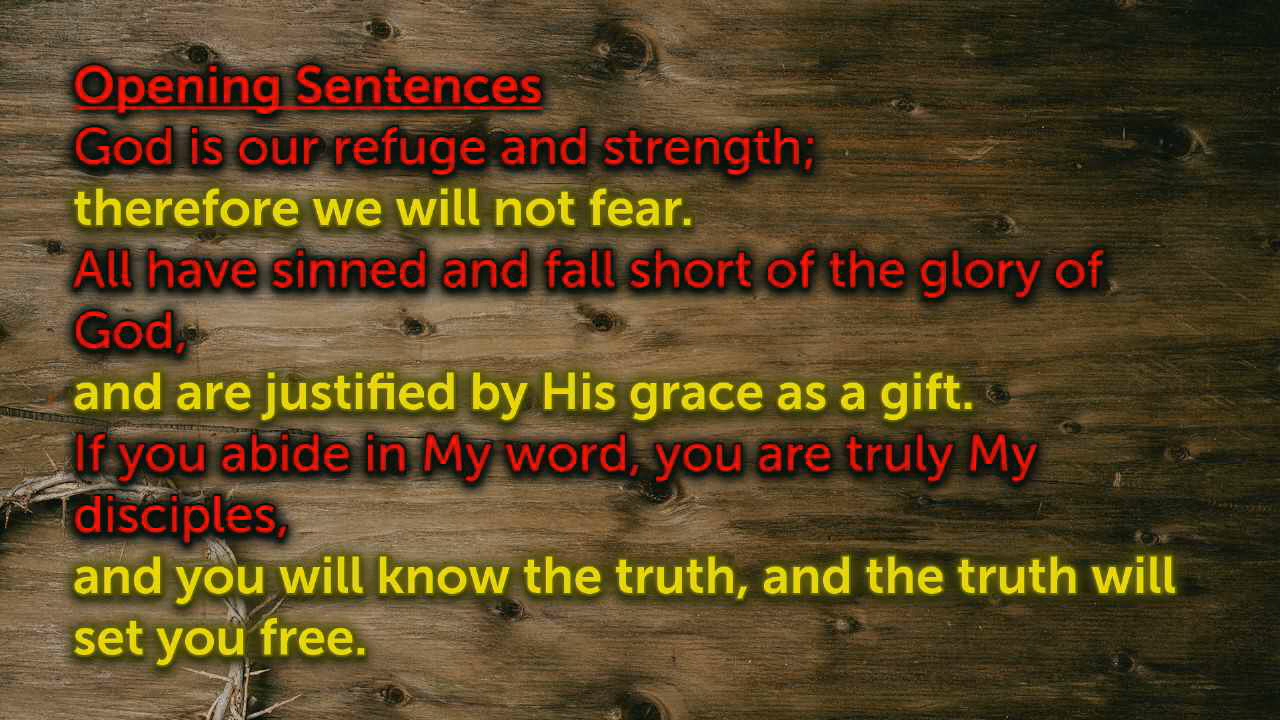 Opening Sentences
God is our refuge and strength;
therefore we will not fear.
All have sinned and fall short of the glory of
God,
and are justified by His grace as a gift.
If you abide in My word, you are truly My
disciples,
and you will know the truth, and the truth will
set you free.